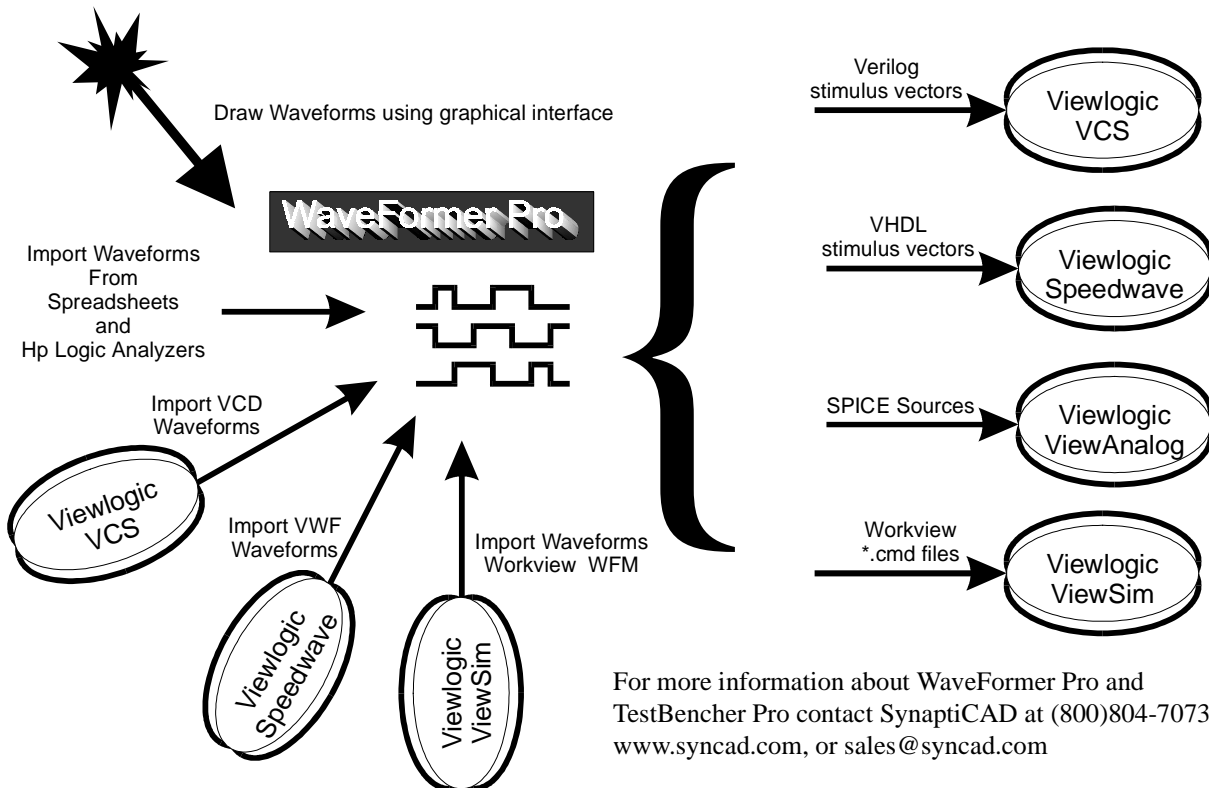 Draw Waveforms using graphical interface
WaveFormer Pro
Import Waveforms
From
Spreadsheets
and
Hp Logic Analyzers
Import VCD
Waveforms
Viewlogic
VCS
Import VWF
Waveforms
Viewlogic
Speedwave
Import Waveforms
Workview WFM
Viewlogic
ViewSim
Verilog
stimulus vectors
Viewlogic
VCS
VHDL
stimulus vectors
Viewlogic
Speedwave
SPICE Sources
Viewlogic
ViewAnalog
Workview
*.cmd files
Viewlogic
ViewSim
For more information about WaveFormer Pro and
TestBencher Pro contact SynaptiCAD at (800)804-7073
www.syncad.com, or sales@syncad.com